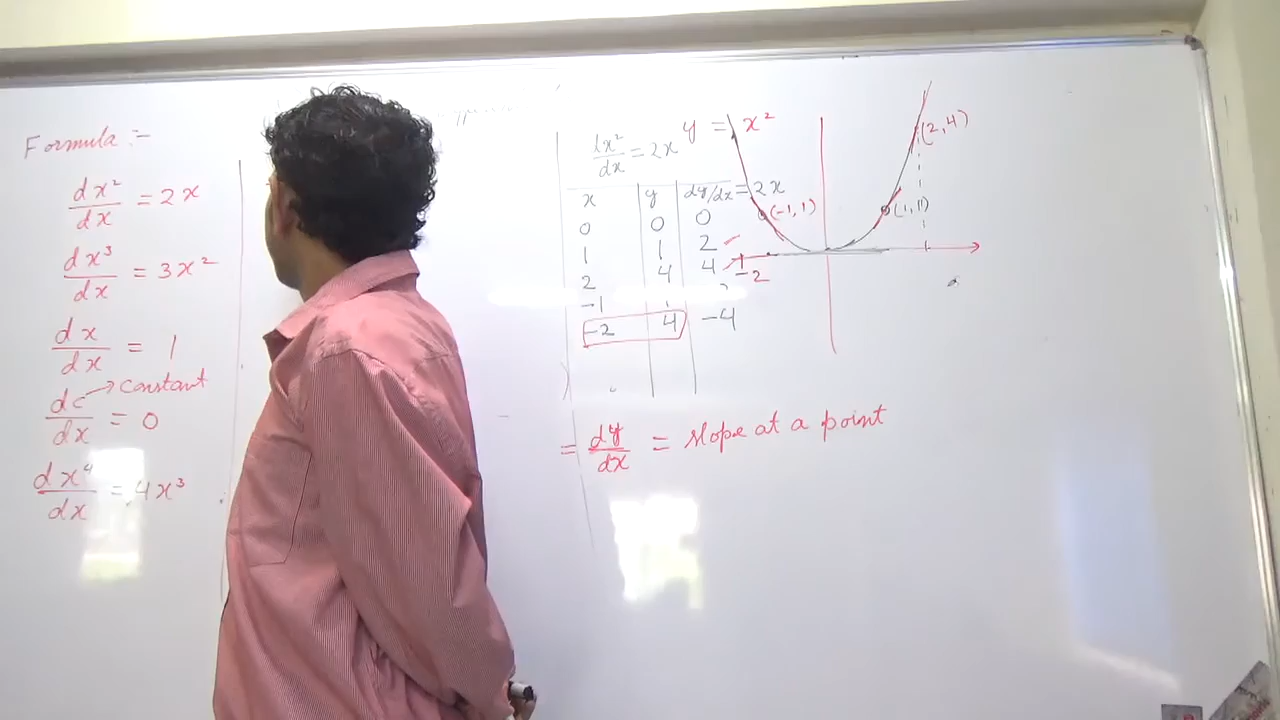 Formula :-
dx²/dx = 2x
dx³/dx = 3x²
dx/dx = 1
dc/dx = 0 → constant
dx⁴/dx = 4x³
dx²/dx = 2x
y = x²
x y dy/dx = 2x
0 0 0
1 1 2
2 4 4
-1 1
-2 4 -4
(2, 4)
(-1, 1)
(1, 1)
-2
= dy/dx = slope at a point